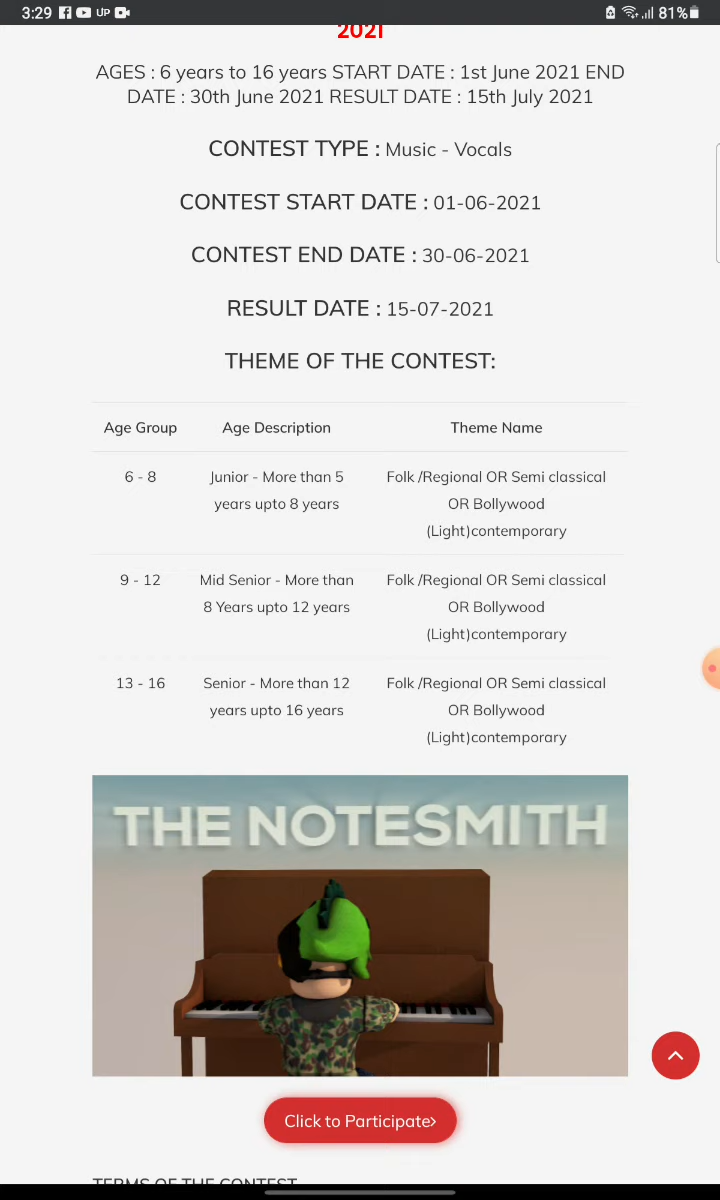 3:29 UP 81%
2021
AGES : 6 years to 16 years START DATE : 1st June 2021 END
DATE : 30th June 2021 RESULT DATE : 15th July 2021
CONTEST TYPE : Music - Vocals
CONTEST START DATE : 01-06-2021
CONTEST END DATE : 30-06-2021
RESULT DATE : 15-07-2021
THEME OF THE CONTEST:
Age Group Age Description Theme Name
6 - 8 Junior - More than 5 Folk /Regional OR Semi classical
years upto 8 years OR Bollywood
(Light)contemporary
9 - 12 Mid Senior - More than Folk /Regional OR Semi classical
8 Years upto 12 years OR Bollywood
(Light)contemporary
13 - 16 Senior - More than 12 Folk /Regional OR Semi classical
years upto 16 years OR Bollywood
(Light)contemporary
THE NOTESMITH
Click to Participate›
TERMS OF THE CONTEST